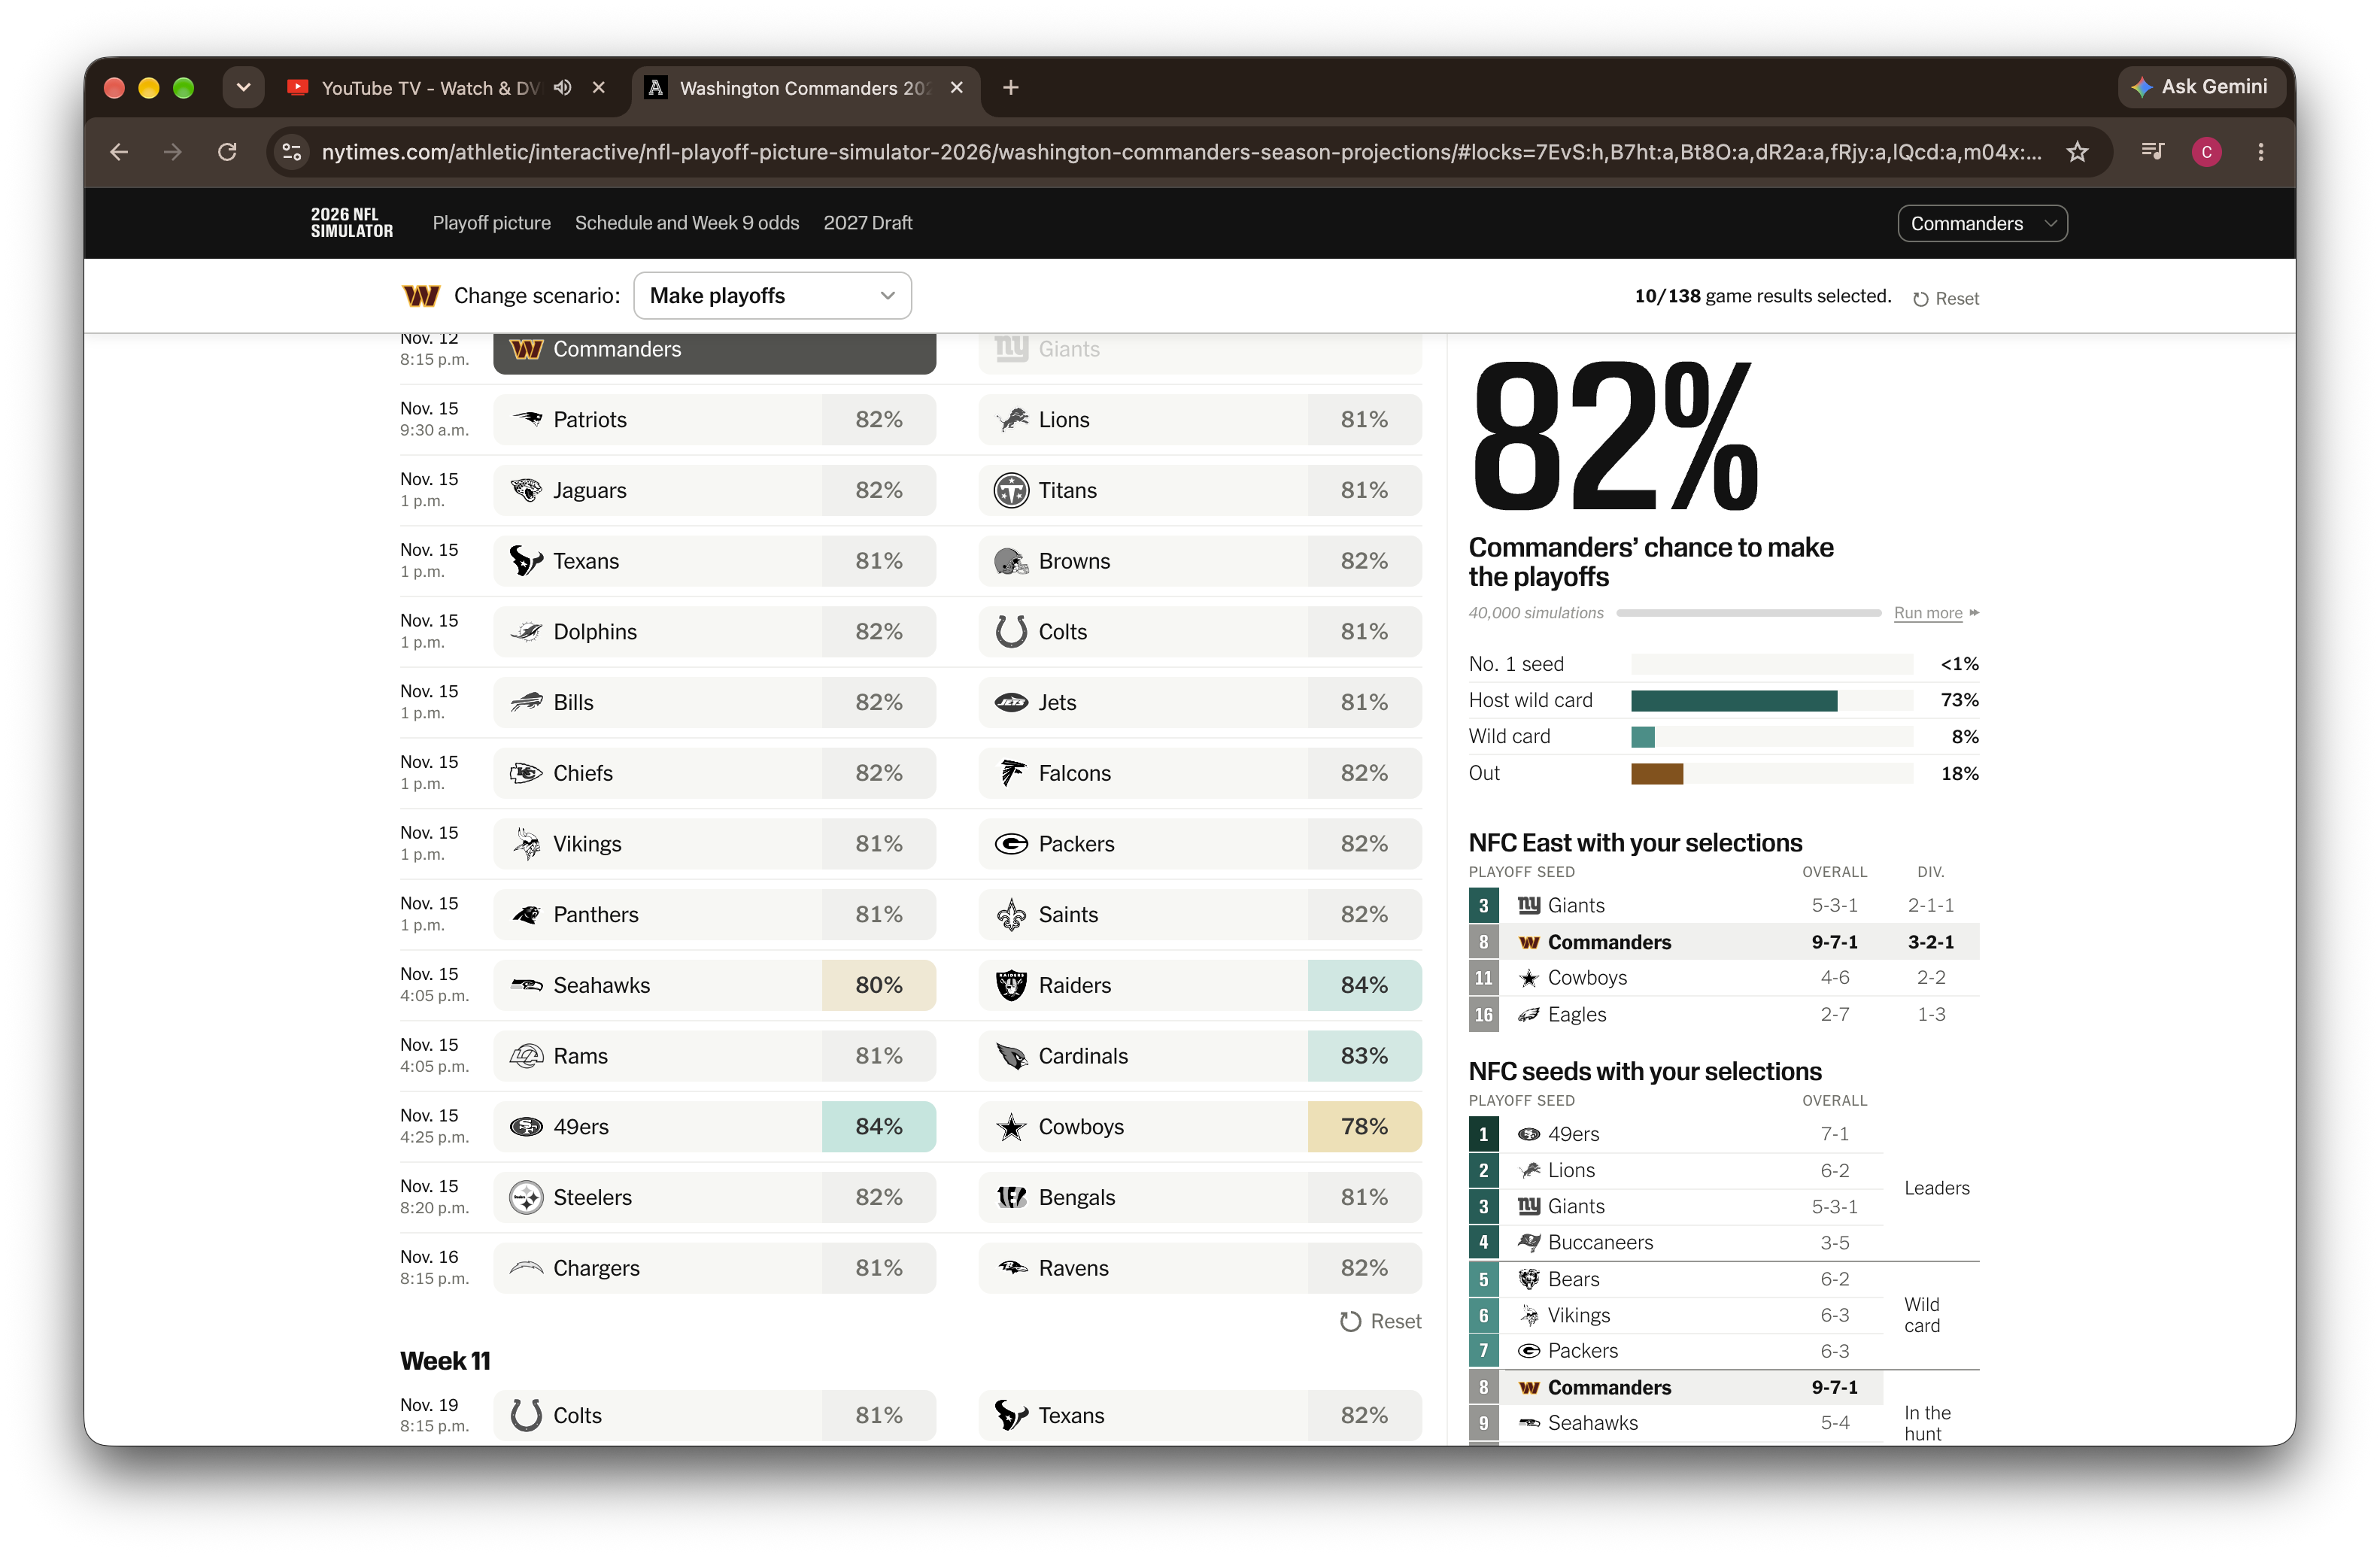 YouTube TV - Watch & DV
Washington Commanders 202
Ask Gemini
nytimes.com/athletic/interactive/nfl-playoff-picture-simulator-2026/washington-commanders-season-projections/#locks=7EvS:h,B7ht:a,Bt8O:a,dR2a:a,fRjy:a,lQcd:a,m04x:...
C
2026 NFL
SIMULATOR
Playoff picture
Schedule and Week 9 odds
2027 Draft
Commanders
Change scenario:
Make playoffs
10/138 game results selected.
Reset
Nov. 12
8:15 p.m.
Commanders
Giants
Nov. 15
9:30 a.m.
Patriots 82%
Lions 81%
Nov. 15
1 p.m.
Jaguars 82%
Titans 81%
Nov. 15
1 p.m.
Texans 81%
Browns 82%
Nov. 15
1 p.m.
Dolphins 82%
Colts 81%
Nov. 15
1 p.m.
Bills 82%
Jets 81%
Nov. 15
1 p.m.
Chiefs 82%
Falcons 82%
Nov. 15
1 p.m.
Vikings 81%
Packers 82%
Nov. 15
1 p.m.
Panthers 81%
Saints 82%
Nov. 15
4:05 p.m.
Seahawks 80%
Raiders 84%
Nov. 15
4:05 p.m.
Rams 81%
Cardinals 83%
Nov. 15
4:25 p.m.
49ers 84%
Cowboys 78%
Nov. 15
8:20 p.m.
Steelers 82%
Bengals 81%
Nov. 16
8:15 p.m.
Chargers 81%
Ravens 82%
Reset
Week 11
Nov. 19
8:15 p.m.
Colts 81%
Texans 82%
82%
Commanders' chance to make
the playoffs
40,000 simulations
Run more
No. 1 seed <1%
Host wild card 73%
Wild card 8%
Out 18%
NFC East with your selections
PLAYOFF SEED OVERALL DIV.
3 Giants 5-3-1 2-1-1
8 Commanders 9-7-1 3-2-1
11 Cowboys 4-6 2-2
16 Eagles 2-7 1-3
NFC seeds with your selections
PLAYOFF SEED OVERALL
1 49ers 7-1
2 Lions 6-2
3 Giants 5-3-1
4 Buccaneers 3-5
Leaders
5 Bears 6-2
6 Vikings 6-3
7 Packers 6-3
Wild
card
8 Commanders 9-7-1
9 Seahawks 5-4
In the
hunt